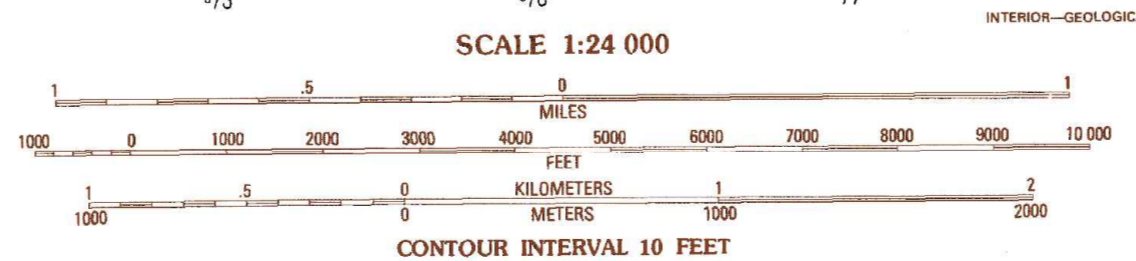 INTERIOR—GEOLOGIC
SCALE 1:24 000
1 .5 0 1
MILES
1000 0 1000 2000 3000 4000 5000 6000 7000 8000 9000 10 000
FEET
1 .5 0 KILOMETERS 1 2
1000 0 METERS 1000 2000
CONTOUR INTERVAL 10 FEET